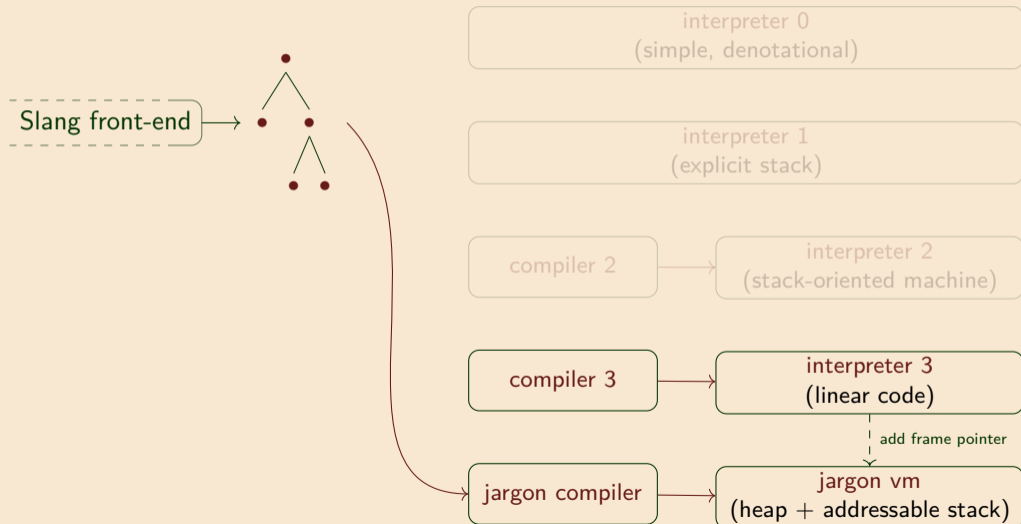 interpreter 0
(simple, denotational)
Slang front-end
interpreter 1
(explicit stack)
compiler 2
interpreter 2
(stack-oriented machine)
compiler 3
interpreter 3
(linear code)
add frame pointer
jargon compiler
jargon vm
(heap + addressable stack)